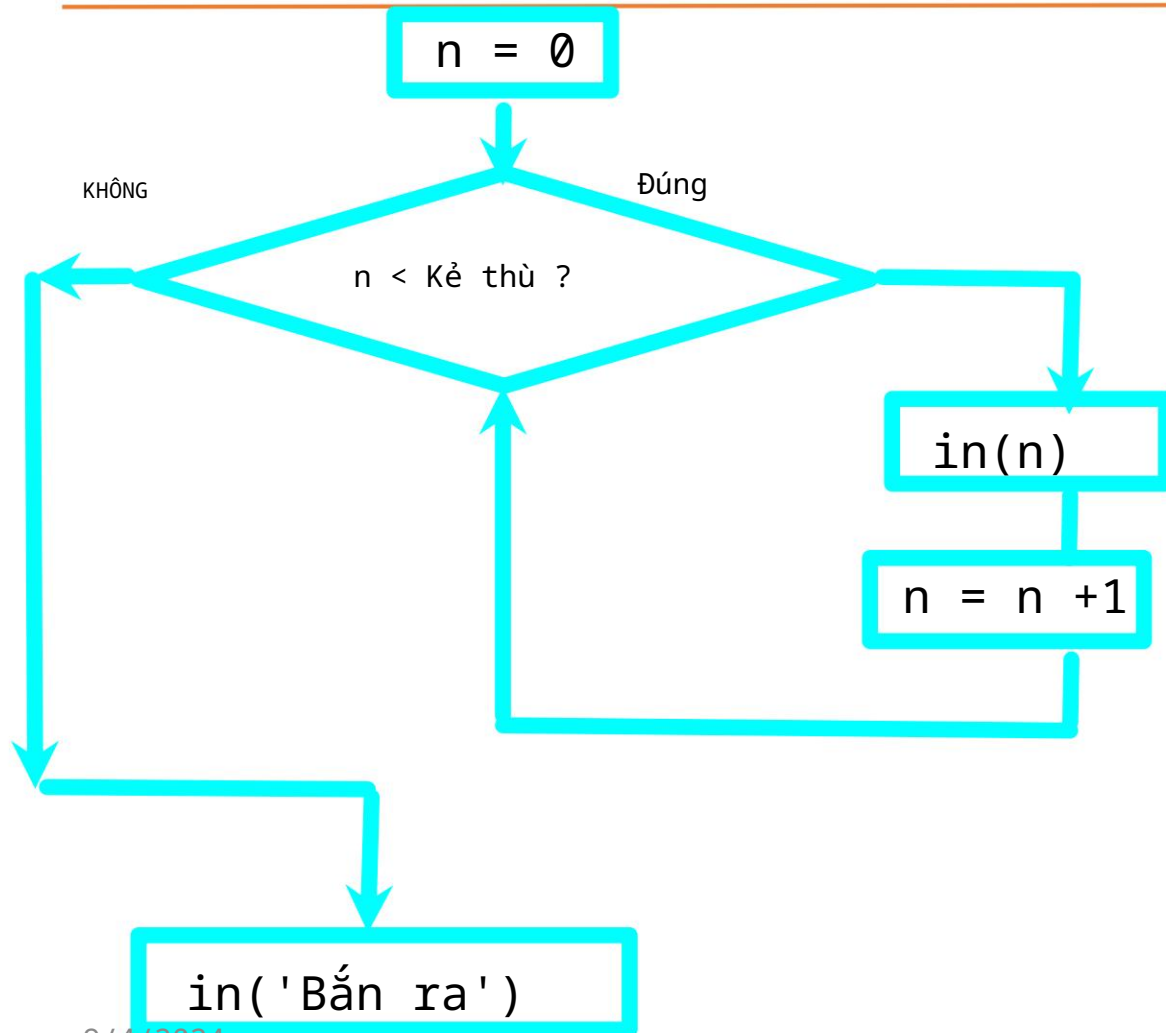 n = 0
KHÔNG
Đúng
n < Kẻ thù ?
in(n)
n = n +1
in('Bắn ra')